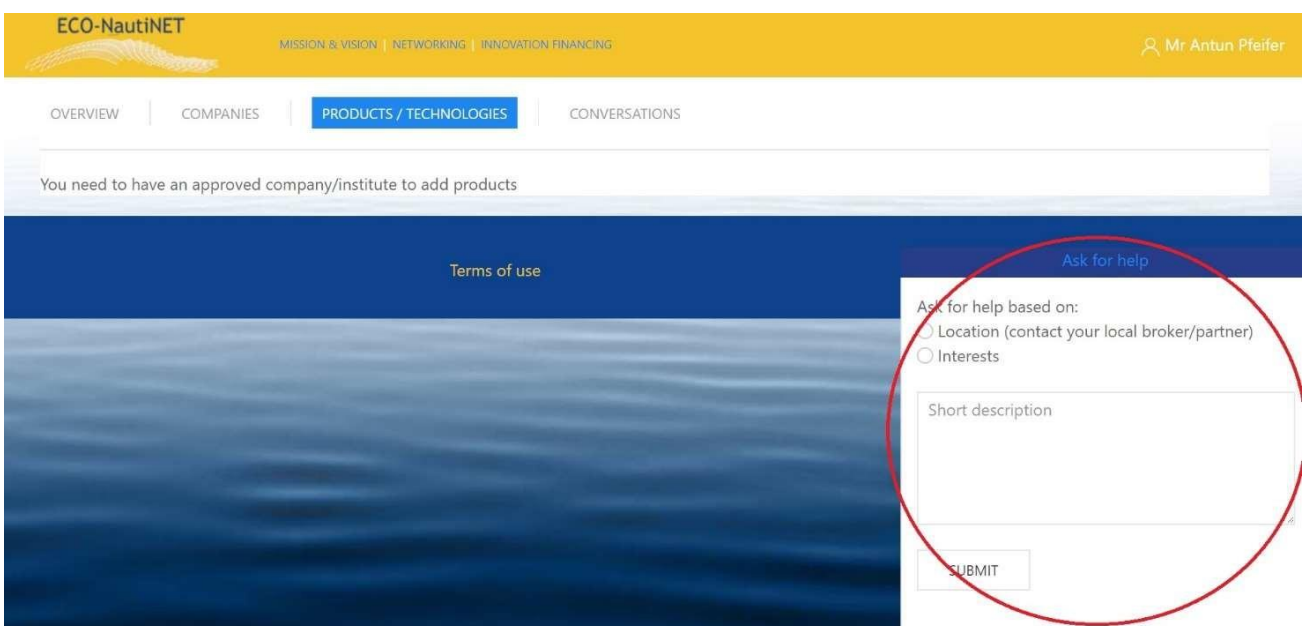 ECO-NautiNET
MISSION & VISION | NETWORKING | INNOVATION FINANCING
Mr Antun Pfeifer
OVERVIEW
COMPANIES
PRODUCTS / TECHNOLOGIES
CONVERSATIONS
You need to have an approved company/institute to add products
Terms of use
Ask for help
Ask for help based on:
Location (contact your local broker/partner)
Interests
Short description
SUBMIT